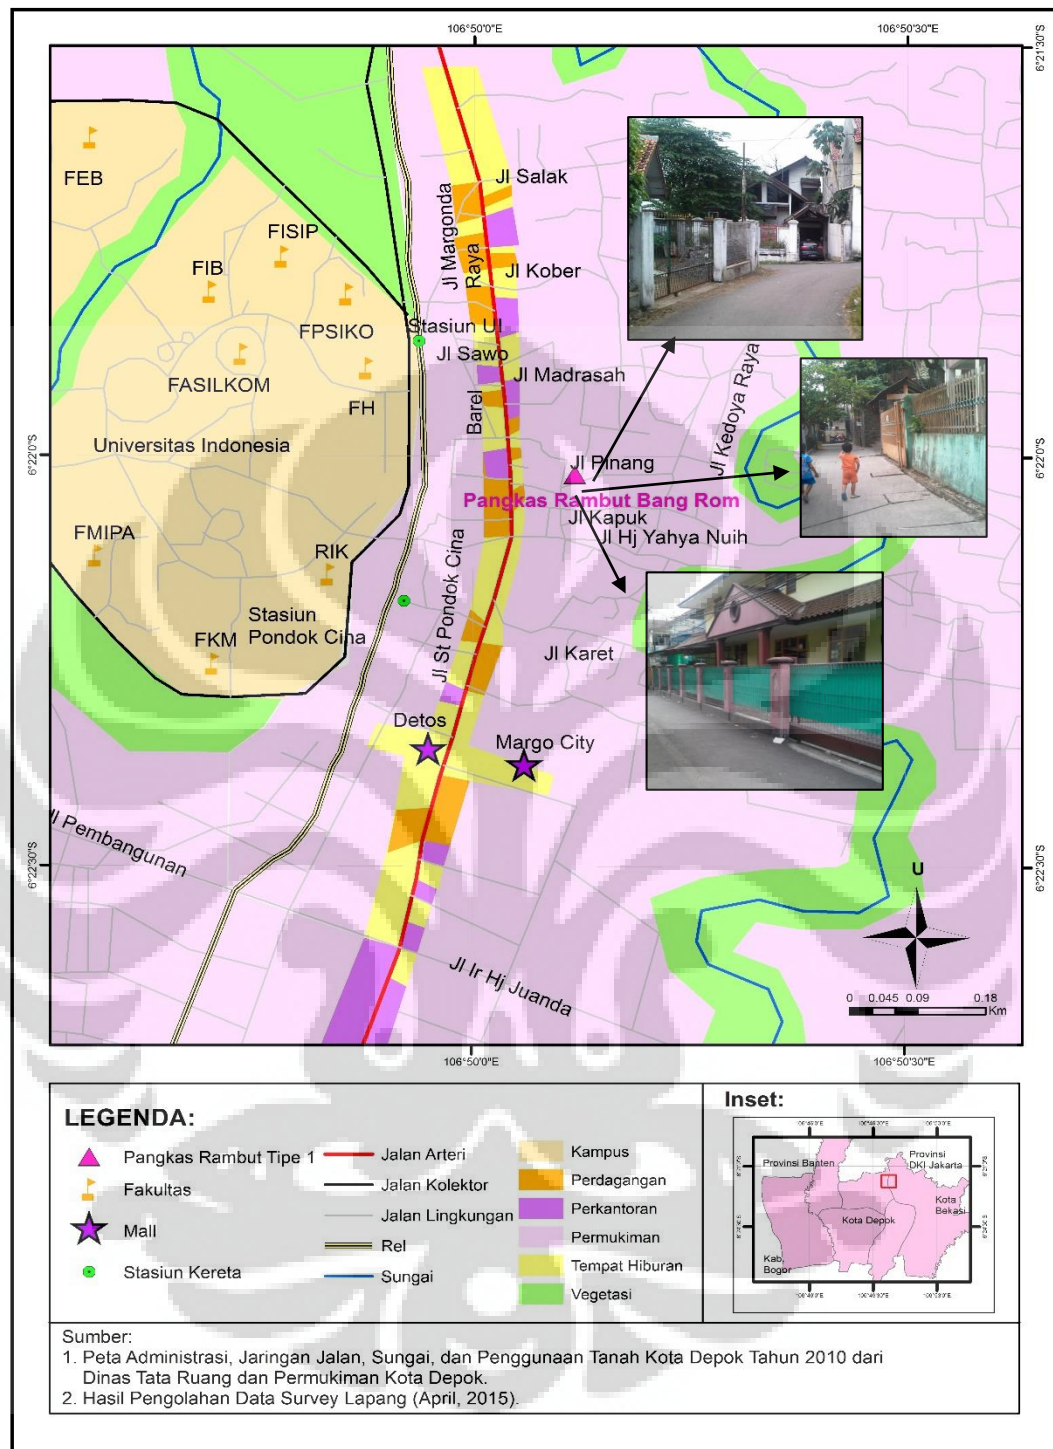 106°50'0"E
106°50'30"E
6°21'30"S
6°22'0"S
6°22'0"S
6°22'30"S
6°22'30"S
106°50'0"E
106°50'30"E
FEB
FISIP
FIB
FPSIKO
FASILKOM
FH
Universitas Indonesia
FMIPA
RIK
FKM
Stasiun
Pondok Cina
Jl Margonda
Raya
Jl Salak
Jl Kober
Stasiun UI
Jl Sawo
Jl Madrasah
Barel
Jl Kedoya Raya
Jl Pinang
Pangkas Rambut Bang Rom
Jl Kapuk
Jl Hj Yahya Nuih
Jl St Pondok Cina
Jl Karet
Detos
Margo City
Jl Pembangunan
Jl Ir Hj Juanda
U
0 0.045 0.09 0.18
Km
LEGENDA:
Pangkas Rambut Tipe 1
Fakultas
Mall
Stasiun Kereta
Jalan Arteri
Jalan Kolektor
Jalan Lingkungan
Rel
Sungai
Kampus
Perdagangan
Perkantoran
Permukiman
Tempat Hiburan
Vegetasi
Inset:
Provinsi Banten
Provinsi
DKI Jakarta
Kota
Bekasi
Kota Depok
Kab.
Bogor
Sumber:
1. Peta Administrasi, Jaringan Jalan, Sungai, dan Penggunaan Tanah Kota Depok Tahun 2010 dari
Dinas Tata Ruang dan Permukiman Kota Depok.
2. Hasil Pengolahan Data Survey Lapang (April, 2015).